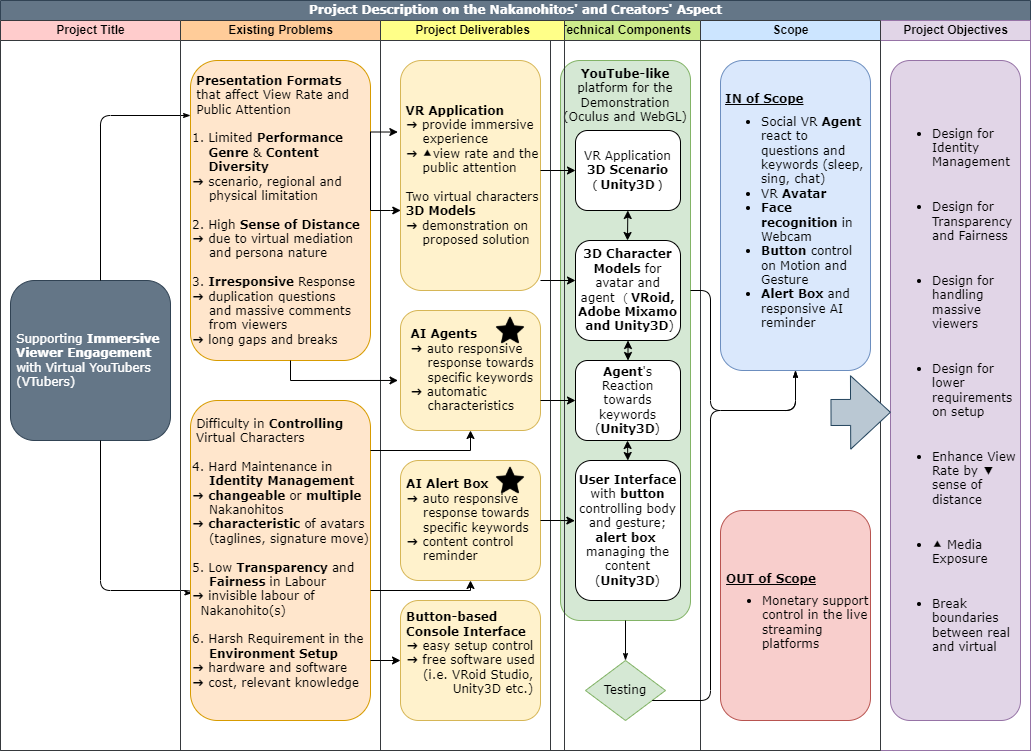 Project Description on the Nakanohitos' and Creators' Aspect
Project Title
Existing Problems
Project Deliverables
echnical Components
Scope
Project Objectives
Supporting Immersive
Viewer Engagement
with Virtual YouTubers
(VTubers)
Presentation Formats
that affect View Rate and
Public Attention
1. Limited Performance
Genre & Content
Diversity
→ scenario, regional and
physical limitation
2. High Sense of Distance
→ due to virtual mediation
and persona nature
3. Irresponsive Response
→ duplication questions
and massive comments
from viewers
→ long gaps and breaks
Difficulty in Controlling
Virtual Characters
4. Hard Maintenance in
Identity Management
→ changeable or multiple
Nakanohitos
→ characteristic of avatars
(taglines, signature move)
5. Low Transparency and
Fairness in Labour
→ invisible labour of
Nakanohito(s)
6. Harsh Requirement in the
Environment Setup
→ hardware and software
→ cost, relevant knowledge
VR Application
→ provide immersive
experience
→ ▲view rate and the
public attention
Two virtual characters
3D Models
→ demonstration on
proposed solution
AI Agents
→ auto responsive
response towards
specific keywords
→ automatic
characteristics
AI Alert Box
→ auto responsive
response towards
specific keywords
→ content control
reminder
Button-based
Console Interface
→ easy setup control
→ free software used
(i.e. VRoid Studio,
Unity3D etc.)
YouTube-like
platform for the
Demonstration
(Oculus and WebGL)
VR Application
3D Scenario
( Unity3D )
3D Character
Models for
avatar and
agent ( VRoid,
Adobe Mixamo
and Unity3D)
Agent's
Reaction
towards
keywords
(Unity3D)
User Interface
with button
controlling body
and gesture;
alert box
managing the
content
(Unity3D)
Testing
IN of Scope
• Social VR Agent
react to
questions and
keywords (sleep,
sing, chat)
• VR Avatar
• Face
recognition in
Webcam
• Button control
on Motion and
Gesture
• Alert Box and
responsive AI
reminder
OUT of Scope
• Monetary support
control in the live
streaming
platforms
• Design for
Identity
Management
• Design for
Transparency
and Fairness
• Design for
handling
massive
viewers
• Design for
lower
requirements
on setup
• Enhance View
Rate by ▼
sense of
distance
• ▲ Media
Exposure
• Break
boundaries
between real
and virtual